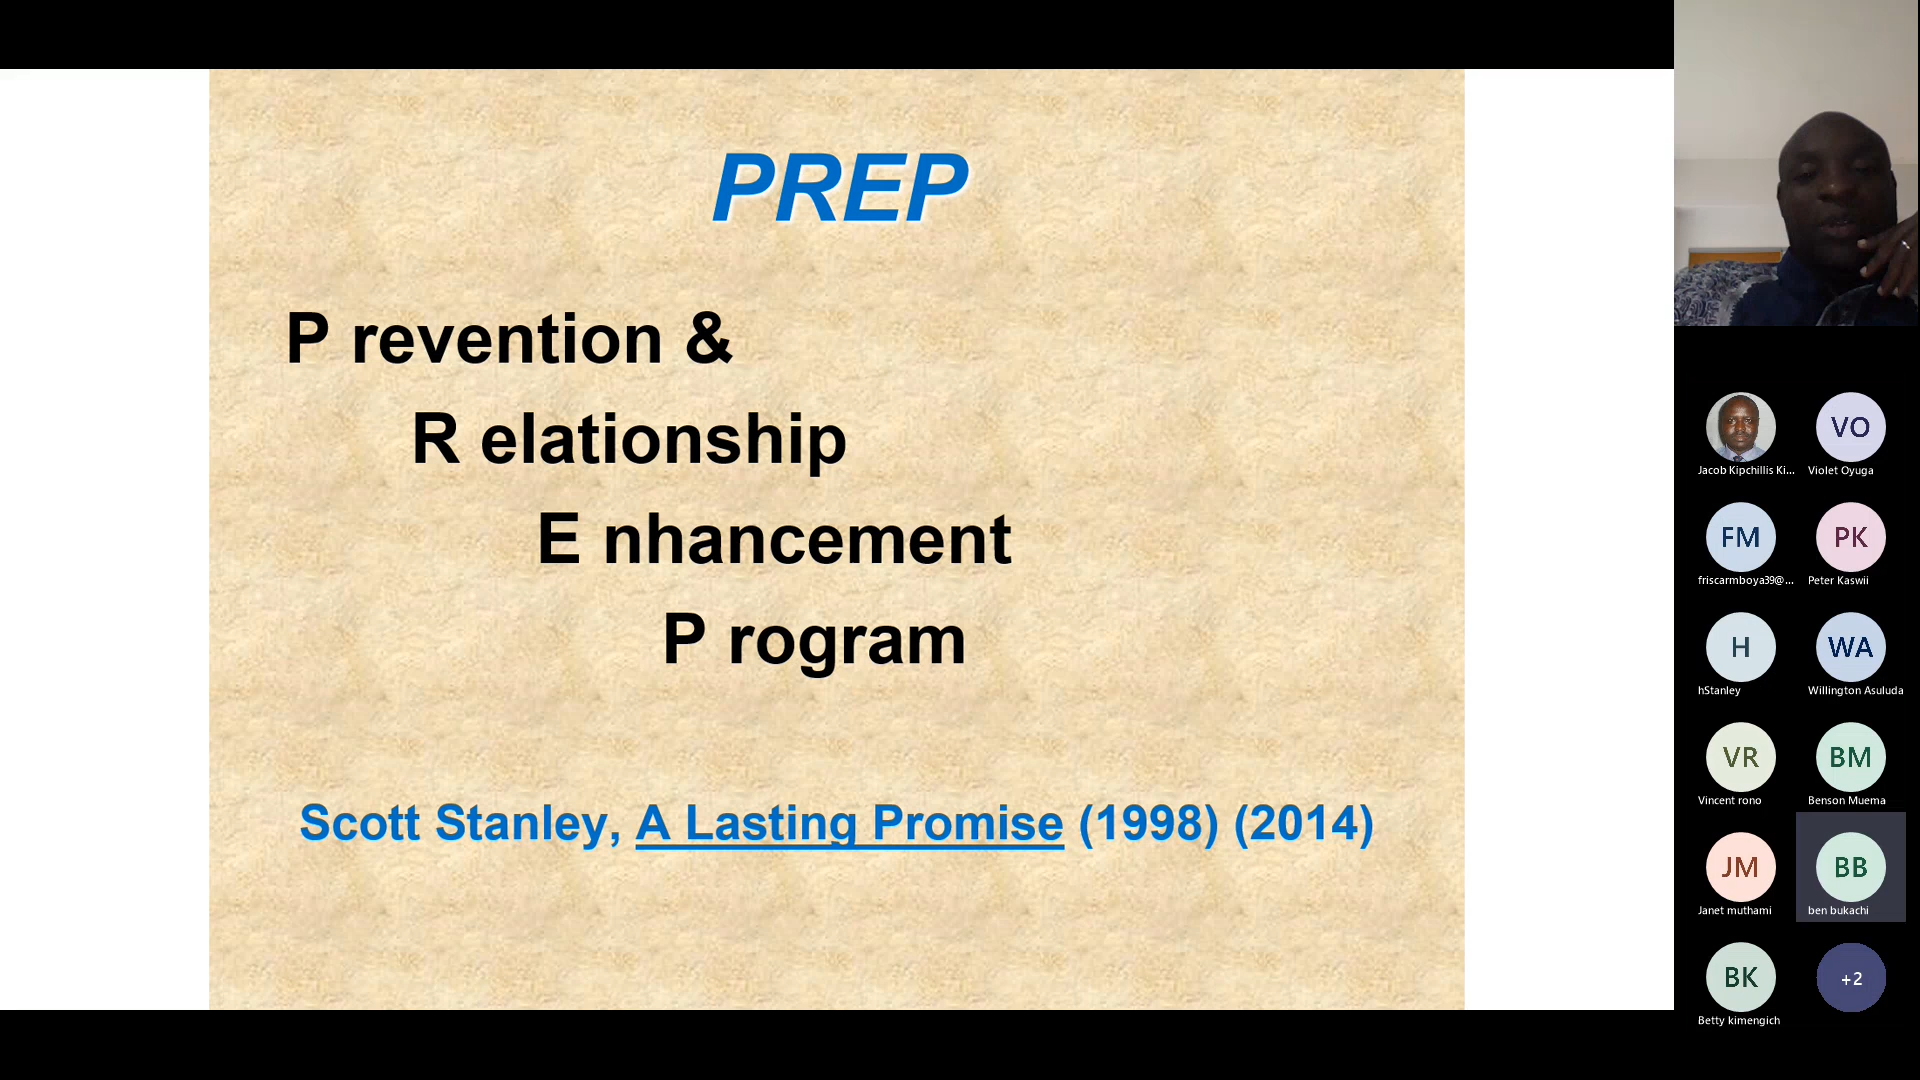 PREP
P revention &
R elationship
E nhancement
P rogram
Scott Stanley, A Lasting Promise (1998) (2014)
Jacob Kipchillis Ki...
VO
Violet Oyuga
FM
friscarmboya39@...
PK
Peter Kaswii
H
hStanley
WA
Willington Asuluda
VR
Vincent rono
BM
Benson Muema
JM
Janet muthami
BB
ben bukachi
BK
Betty kimengich
+2